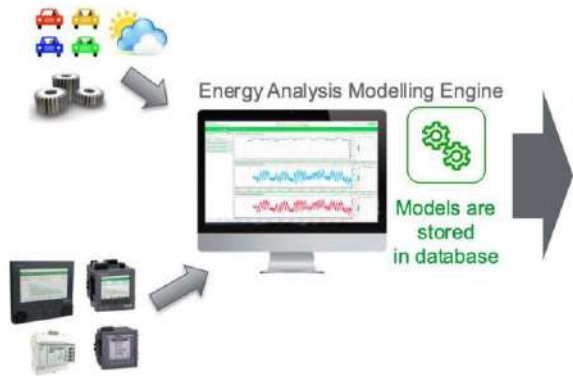 Energy Analysis Modelling Engine
Models are
stored
in database